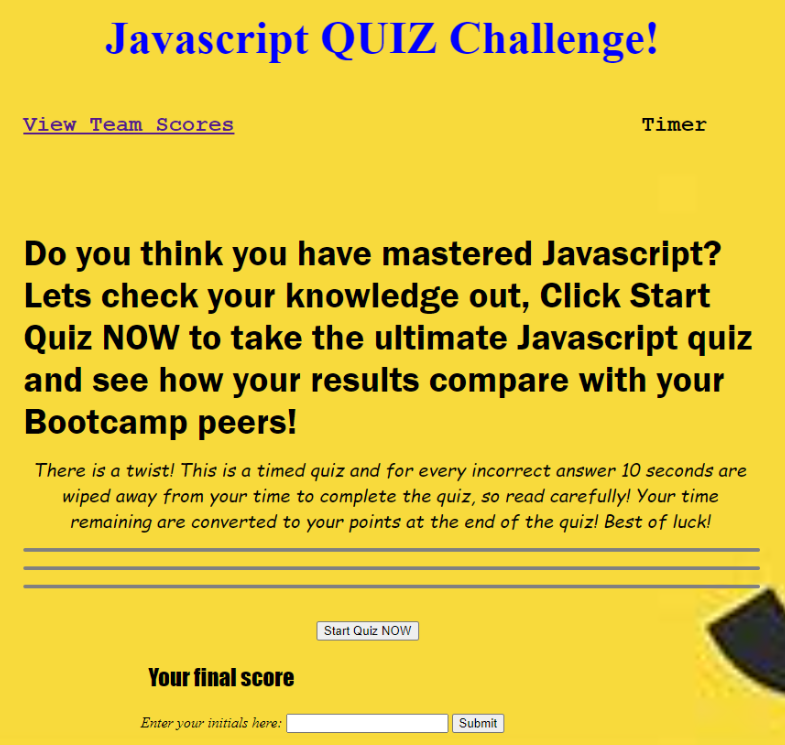 Javascript QUIZ Challenge!
View Team Scores
Timer
Do you think you have mastered Javascript?
Lets check your knowledge out, Click Start
Quiz NOW to take the ultimate Javascript quiz
and see how your results compare with your
Bootcamp peers!
There is a twist! This is a timed quiz and for every incorrect answer 10 seconds are
wiped away from your time to complete the quiz, so read carefully! Your time
remaining are converted to your points at the end of the quiz! Best of luck!
Start Quiz NOW
Your final score
Enter your initials here:
Submit